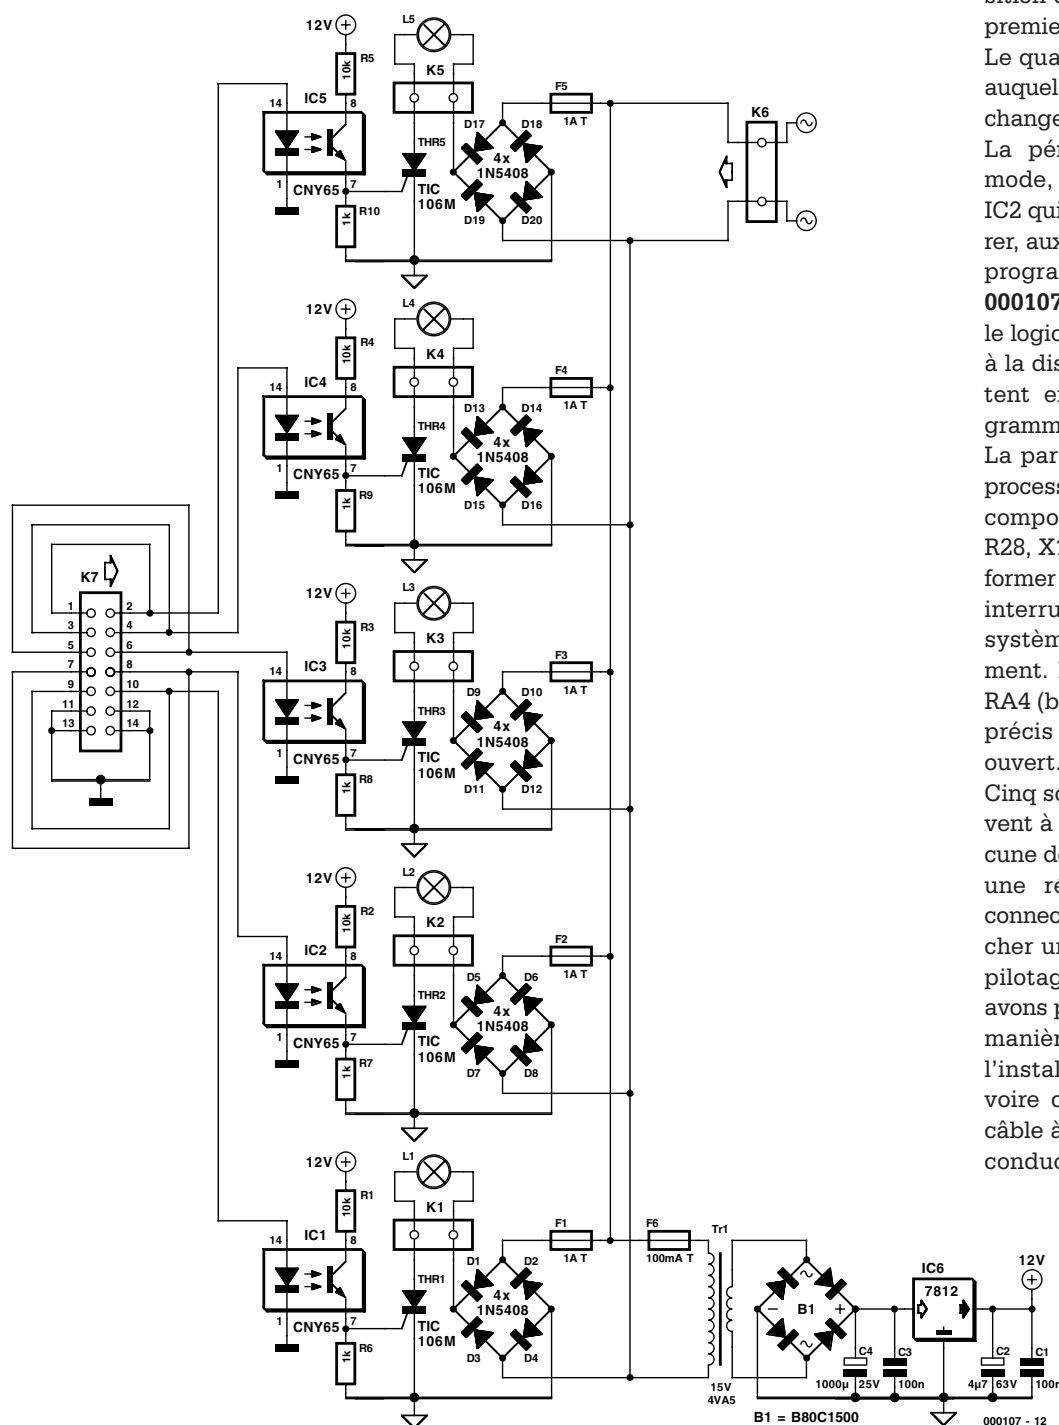 12V
L5
R5
10k
K5
F5
1A T
K6
IC5
14
8
D17
D18
THR5
4x
1N5408
1
CNY65
7
TIC
106M
R10
1k
D19
D20
12V
L4
R4
10k
K4
F4
1A T
IC4
14
8
D13
D14
THR4
4x
1N5408
1
CNY65
7
TIC
106M
R9
1k
D15
D16
K7
1
2
3
4
5
6
7
8
9
10
11
12
13
14
12V
L3
R3
10k
K3
F3
1A T
IC3
14
8
D9
D10
THR3
4x
1N5408
1
CNY65
7
TIC
106M
R8
1k
D11
D12
12V
L2
R2
10k
K2
F2
1A T
IC2
14
8
D5
D6
THR2
4x
1N5408
1
CNY65
7
TIC
106M
R7
1k
D7
D8
12V
L1
R1
10k
K1
F1
1A T
F6
100mA T
Tr1
IC1
14
8
D1
D2
THR1
4x
1N5408
1
CNY65
7
TIC
106M
R6
1k
D3
D4
15V
4VA5
B1
IC6
7812
12V
C4
1000µ
25V
C3
100n
C2
4µ7
63V
C1
100n
B1 = B80C1500
000107 - 12
premie
Le qua
auquel
change
La pér
mode,
IC2 qui
rer, aux
progra
000107
le logic
à la dis
tent e
gramm
La par
process
compo
R28, X1
former
interru
systèm
ment.
RA4 (b
précis
ouvert.
Cinq so
vent à
cune de
une ré
connec
cher un
pilotag
avons p
manièr
l'instal
voire c
câble à
conduc